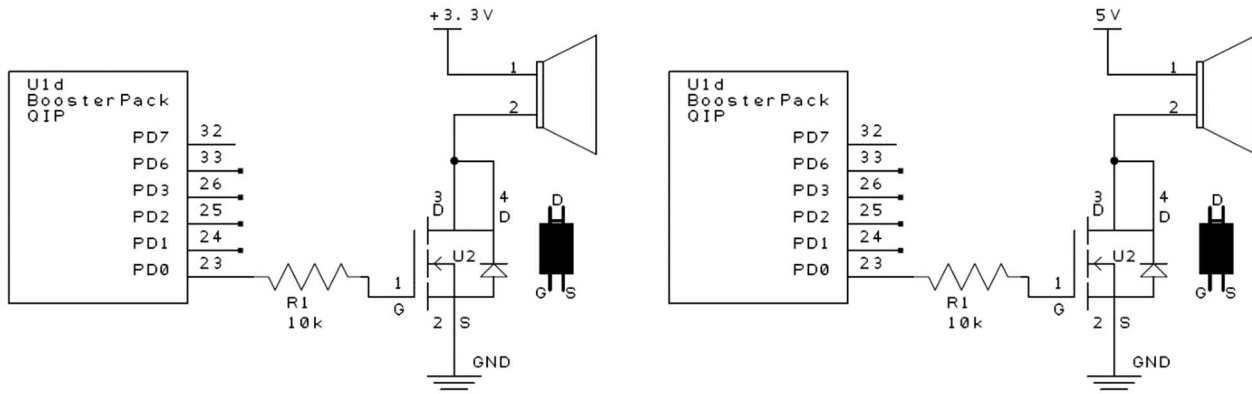 +3.3V
U1d
BoosterPack
QIP
PD7 32
PD6 33
PD3 26
PD2 25
PD1 24
PD0 23
R1
10k
1
2
3
D
4
D
U2
1
G
2 S
GND
D
G S
5V
U1d
BoosterPack
QIP
PD7 32
PD6 33
PD3 26
PD2 25
PD1 24
PD0 23
R1
10k
1
2
3
D
4
D
U2
1
G
2 S
GND
D
G S